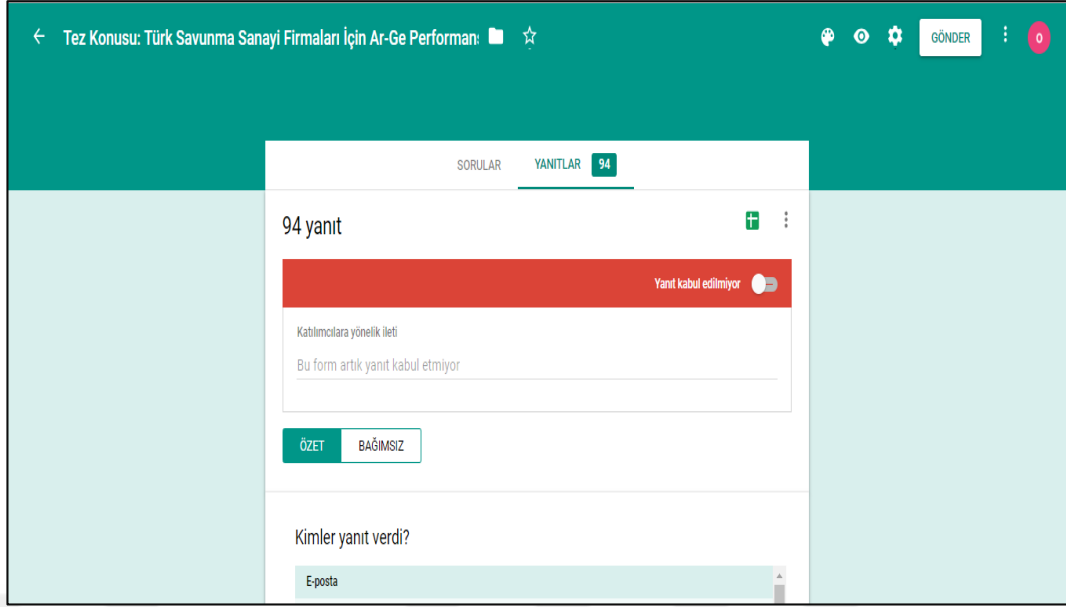 Tez Konusu: Türk Savunma Sanayi Firmaları İçin Ar-Ge Performans
GÖNDER
O
SORULAR YANITLAR 94
94 yanıt
Yanıt kabul edilmiyor
Katılımcılara yönelik ileti
Bu form artık yanıt kabul etmiyor
ÖZET BAĞIMSIZ
Kimler yanıt verdi?
E-posta